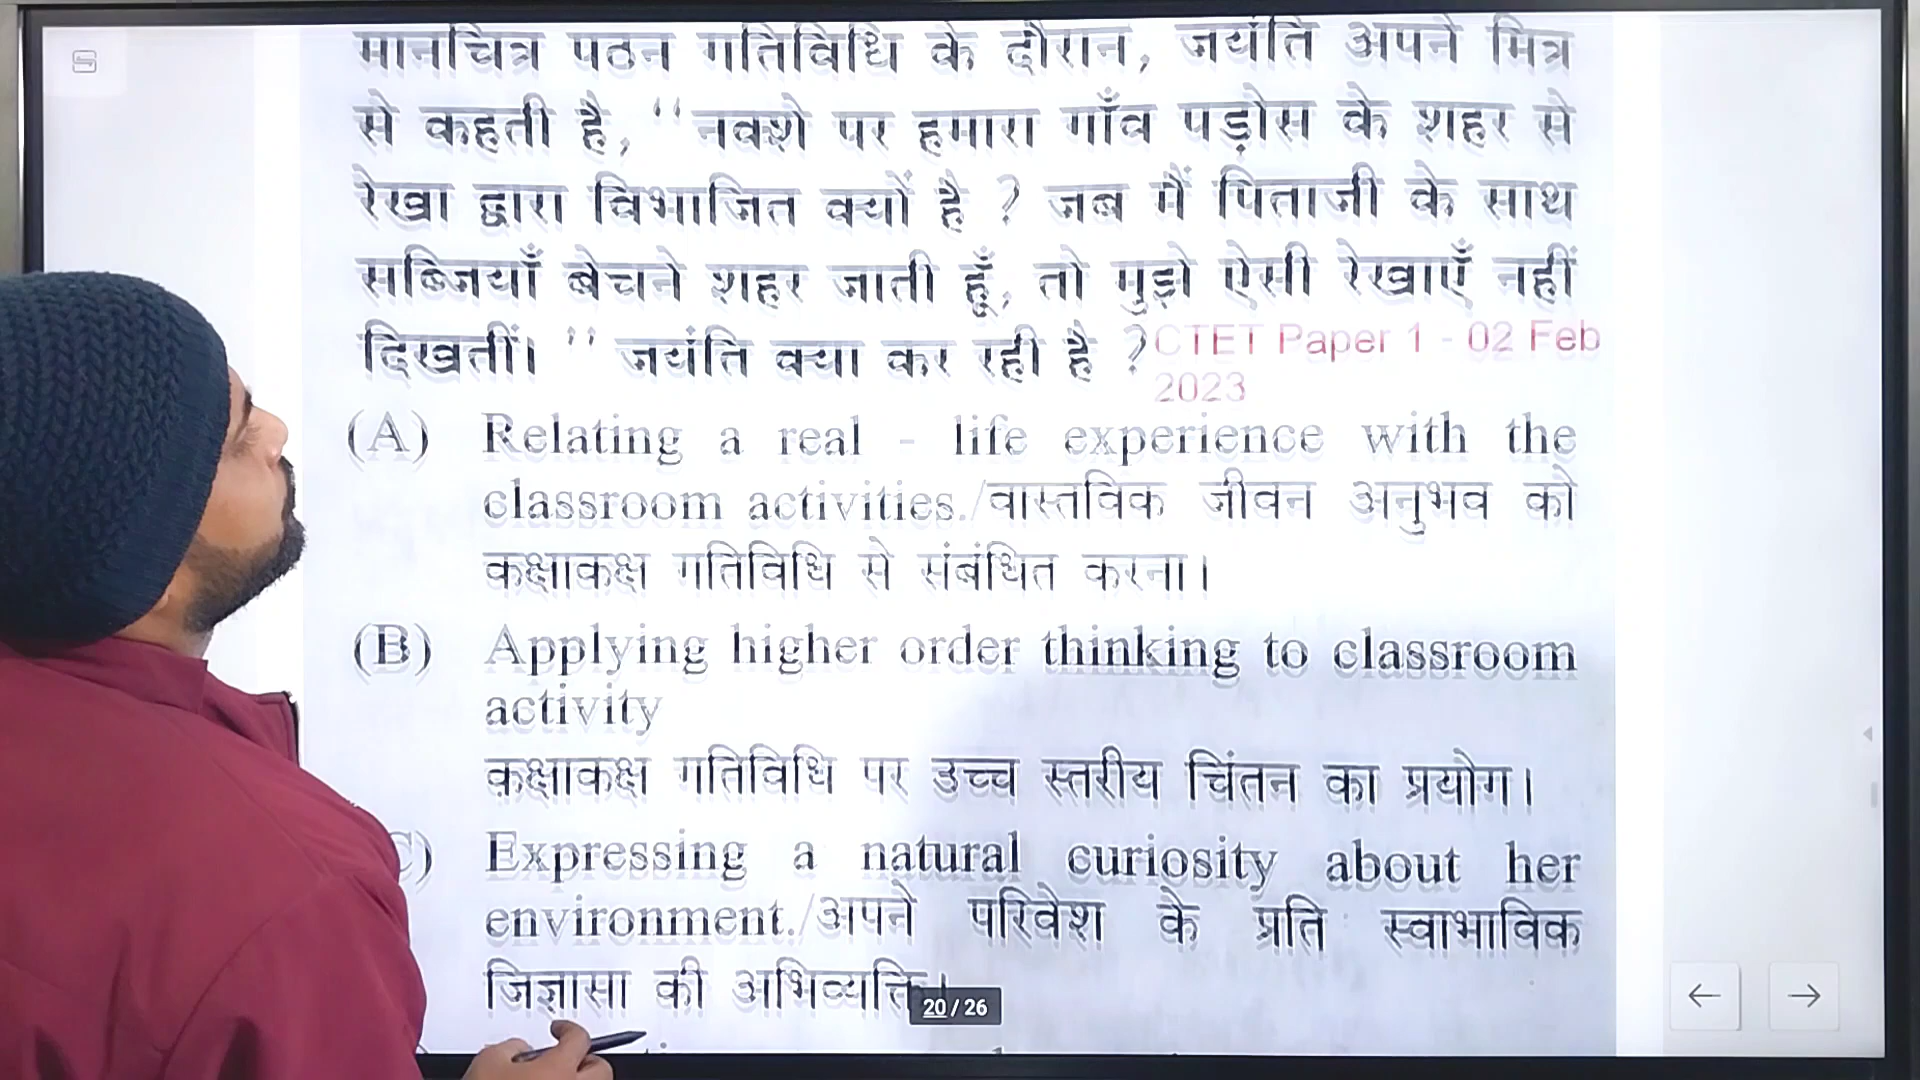 मानचित्र पठन गतिविधि के दौरान, जयंति अपने मित्र
से कहती है, ‘‘नक्शे पर हमारा गाँव पड़ोस के शहर से
रेखा द्वारा विभाजित क्यों है ? जब मैं पिताजी के साथ
सब्जियाँ बेचने शहर जाती हूँ, तो मुझे ऐसी रेखाएँ नहीं
दिखतीं। ’’ जयंति क्या कर रही है ?
CTET Paper 1 - 02 Feb
2023
(A) Relating a real - life experience with the
classroom activities./वास्तविक जीवन अनुभव को
कक्षाकक्ष गतिविधि से संबंधित करना।
(B) Applying higher order thinking to classroom
activity
कक्षाकक्ष गतिविधि पर उच्च स्तरीय चिंतन का प्रयोग।
C) Expressing a natural curiosity about her
environment./अपने परिवेश के प्रति स्वाभाविक
जिज्ञासा की अभिव्यक्ति।
20 / 26